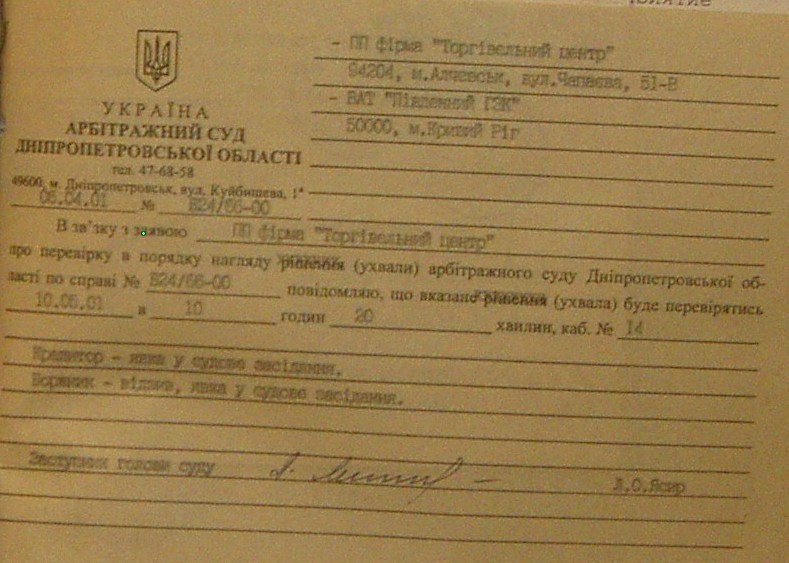 - ПП фірма "Торгівельний центр"
94204, м.Алчевськ, вул.Чапаєва, 51-В
- ВАТ "Південний ГЗК"
50000, м.Кривий Ріг
УКРАЇНА
АРБІТРАЖНИЙ СУД
ДНІПРОПЕТРОВСЬКОЇ ОБЛАСТІ
тел. 47-68-58
49600, м. Дніпропетровськ, вул. Куйбишева, 1ª
06.04.01 № Б24/66-00
В зв'зку з заявою ПП фірма "Торгівельний центр"
про перевірку в порядку нагляду рішення (ухвали) арбітражного суду Дніпропетровської об-
ласті по справі № Б24/66-00 повідомляю, що вказане рішення (ухвала) буде перевірятись
10.05.01 в 10 годин 20 хвилин, каб. № 14
Кредитор - явка у судове засідання.
Боржник - відзив, явка у судове засідання.
Заступник голови суду Л.О.Ясир